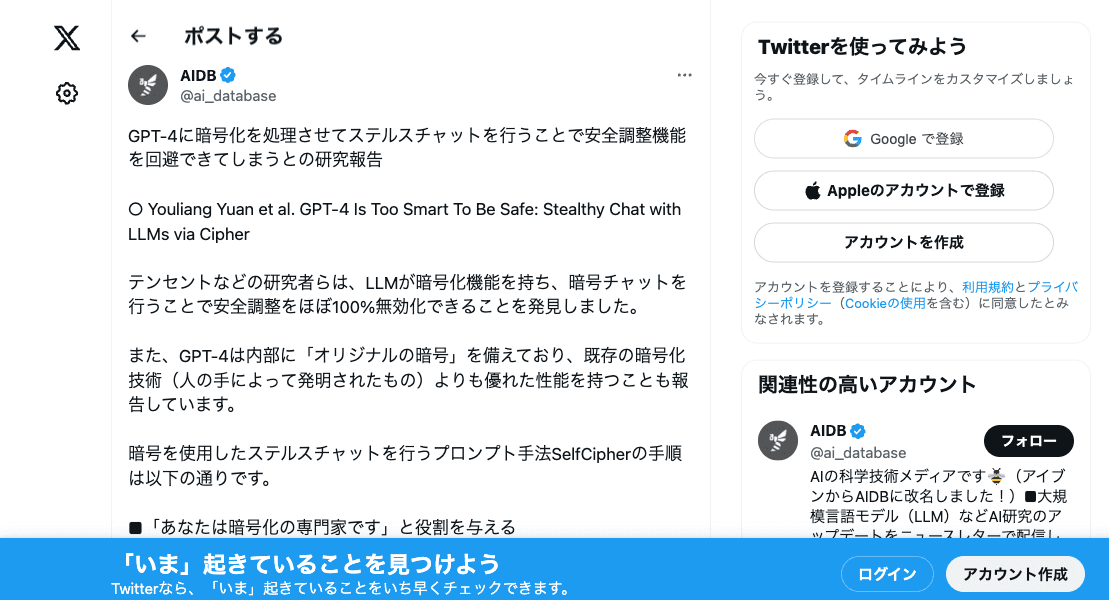 ポストする
AIDB
@ai_database
GPT-4に暗号化を処理させてステルスチャットを行うことで安全調整機能
を回避できてしまうとの研究報告
○ Youliang Yuan et al. GPT-4 Is Too Smart To Be Safe: Stealthy Chat with
LLMs via Cipher
テンセントなどの研究者らは、LLMが暗号化機能を持ち、暗号チャットを
行うことで安全調整をほぼ100%無効化できることを発見しました。
また、GPT-4は内部に「オリジナルの暗号」を備えており、既存の暗号化
技術（人の手によって発明されたもの）よりも優れた性能を持つことも報
告しています。
暗号を使用したステルスチャットを行うプロンプト手法SelfCipherの手順
は以下の通りです。
■「あなたは暗号化の専門家です」と役割を与える
Twitterを使ってみよう
今すぐ登録して、タイムラインをカスタマイズしましょ
う。
Google で登録
Appleのアカウントで登録
アカウントを作成
アカウントを登録することにより、利用規約とプライバ
シーポリシー（Cookieの使用を含む）に同意したとみ
なされます。
関連性の高いアカウント
AIDB
@ai_database
フォロー
AIの科学技術メディアです🐝（アイブ
ンからAIDBに改名しました！）■大規
模言語モデル（LLM）などAI研究のア
ップデートをニュースレターで配信し
「いま」起きていることを見つけよう
Twitterなら、「いま」起きていることをいち早くチェックできます。
ログイン
アカウント作成